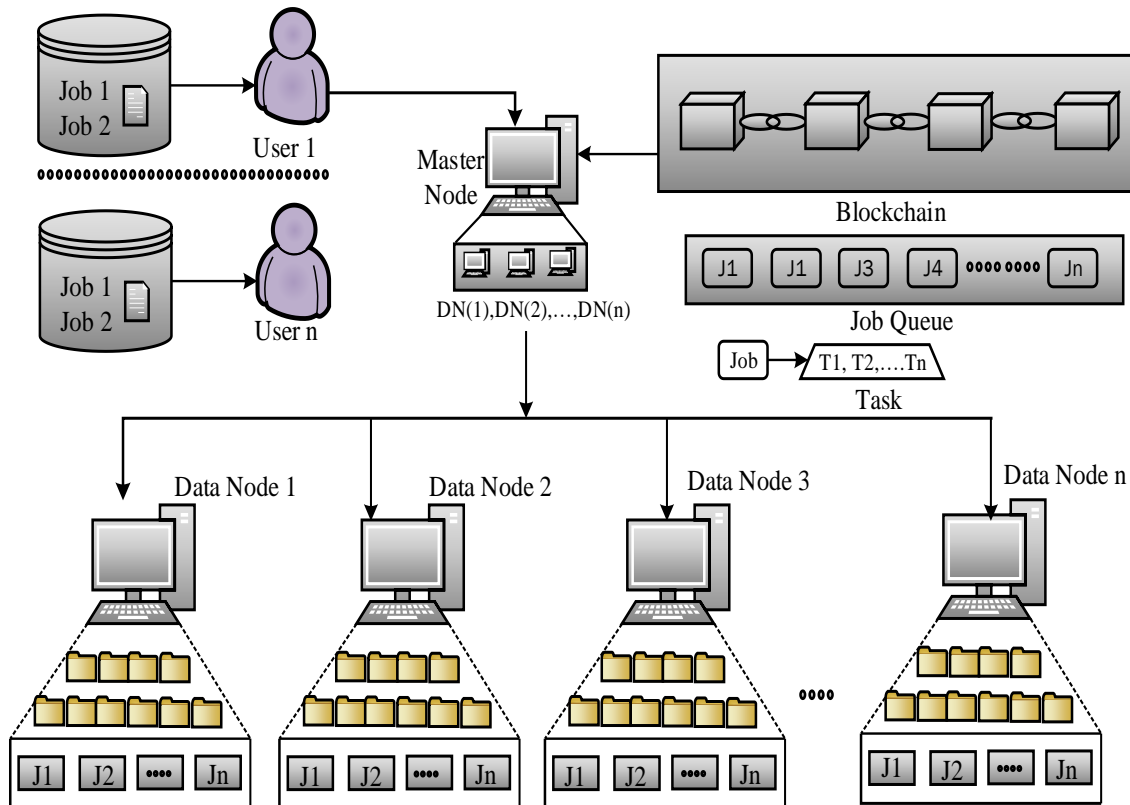 Job 1
Job 2
User 1
Master
Node
Blockchain
Job 1
Job 2
User n
J1 J1 J3 J4 Jn
Job Queue
DN(1),DN(2),...,DN(n)
Job
T1, T2,....Tn
Task
Data Node 1
Data Node 2
Data Node 3
Data Node n
J1 J2 Jn
J1 J2 Jn
J1 J2 Jn
J1 J2 Jn